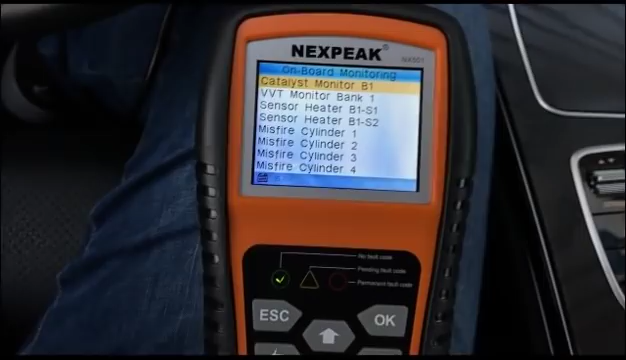 NEXPEAK®
NX501
On-Board Monitoring
Catalyst Monitor B1
VVT Monitor Bank 1
Sensor Heater B1-S1
Sensor Heater B1-S2
Misfire Cylinder 1
Misfire Cylinder 2
Misfire Cylinder 3
Misfire Cylinder 4
No fault code
Pending fault code
Permanent fault code
ESC
OK